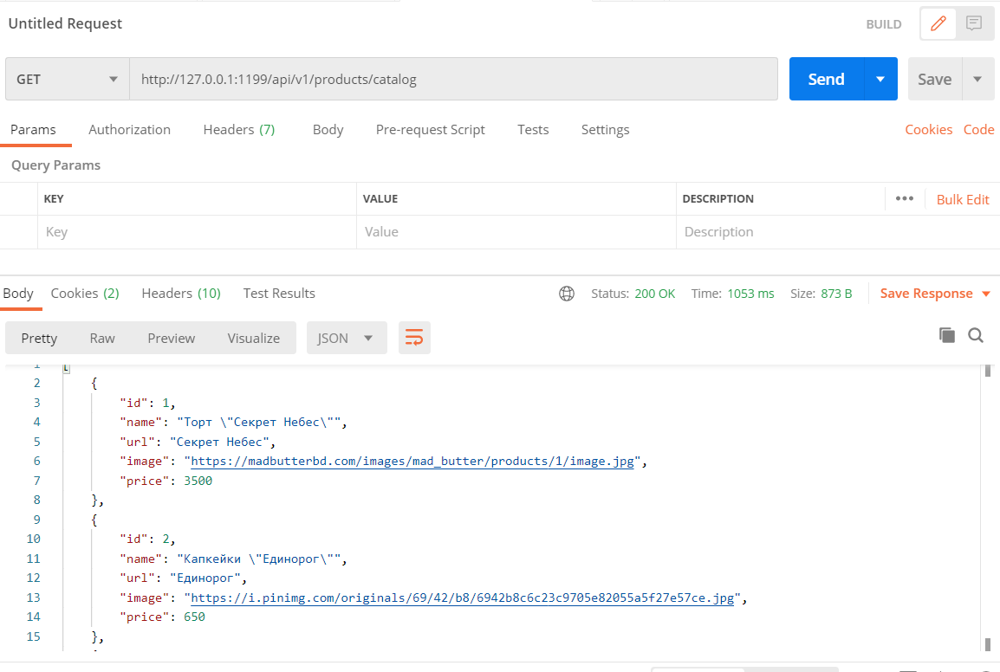 Untitled Request
BUILD
GET
http://127.0.0.1:1199/api/v1/products/catalog
Send
Save
Params Authorization Headers (7) Body Pre-request Script Tests Settings Cookies Code
Query Params
KEY VALUE DESCRIPTION ••• Bulk Edit
Key Value Description
Body Cookies (2) Headers (10) Test Results Status: 200 OK Time: 1053 ms Size: 873 B Save Response
Pretty Raw Preview Visualize JSON
1 [
2 {
3 "id": 1,
4 "name": "Торт \"Секрет Небес\"",
5 "url": "Секрет Небес",
6 "image": "https://madbutterbd.com/images/mad_butter/products/1/image.jpg",
7 "price": 3500
8 },
9 {
10 "id": 2,
11 "name": "Капкейки \"Единорог\"",
12 "url": "Единорог",
13 "image": "https://i.pinimg.com/originals/69/42/b8/6942b8c6c23c9705e82055a5f27e57ce.jpg",
14 "price": 650
15 },